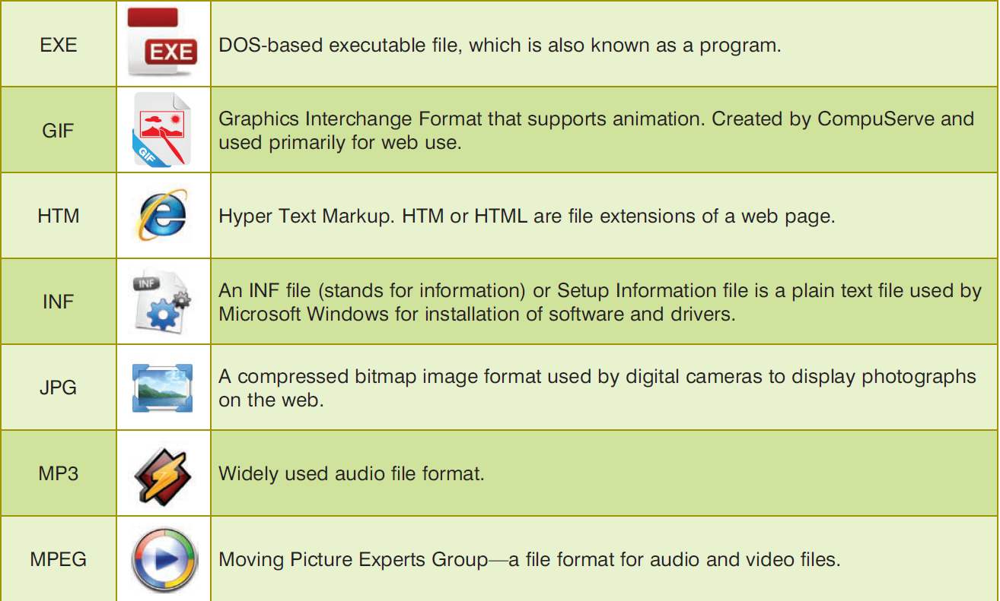 EXE
EXE
DOS-based executable file, which is also known as a program.
GIF
GIF
Graphics Interchange Format that supports animation. Created by CompuServe and
used primarily for web use.
HTM
Hyper Text Markup. HTM or HTML are file extensions of a web page.
INF
INF
An INF file (stands for information) or Setup Information file is a plain text file used by
Microsoft Windows for installation of software and drivers.
JPG
A compressed bitmap image format used by digital cameras to display photographs
on the web.
MP3
Widely used audio file format.
MPEG
Moving Picture Experts Group—a file format for audio and video files.